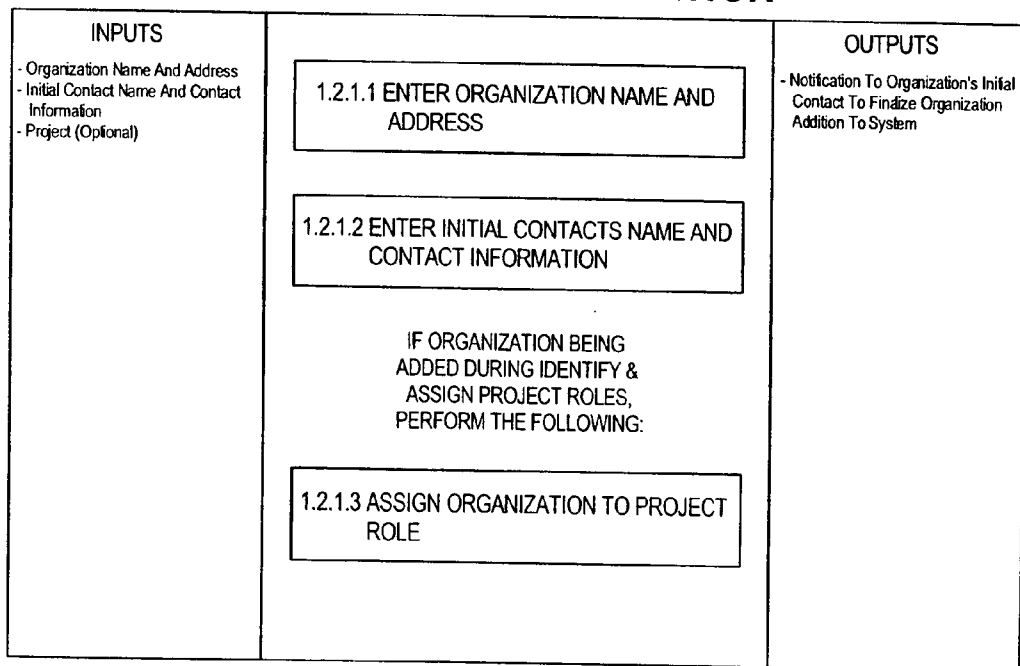 INPUTS
- Organization Name And Address
- Initial Contact Name And Contact
Information
- Project (Optional)
1.2.1.1 ENTER ORGANIZATION NAME AND
ADDRESS
1.2.1.2 ENTER INITIAL CONTACTS NAME AND
CONTACT INFORMATION
IF ORGANIZATION BEING
ADDED DURING IDENTIFY &
ASSIGN PROJECT ROLES,
PERFORM THE FOLLOWING:
1.2.1.3 ASSIGN ORGANIZATION TO PROJECT
ROLE
OUTPUTS
- Notification To Organization's Initial
Contact To Finalize Organization
Addition To System